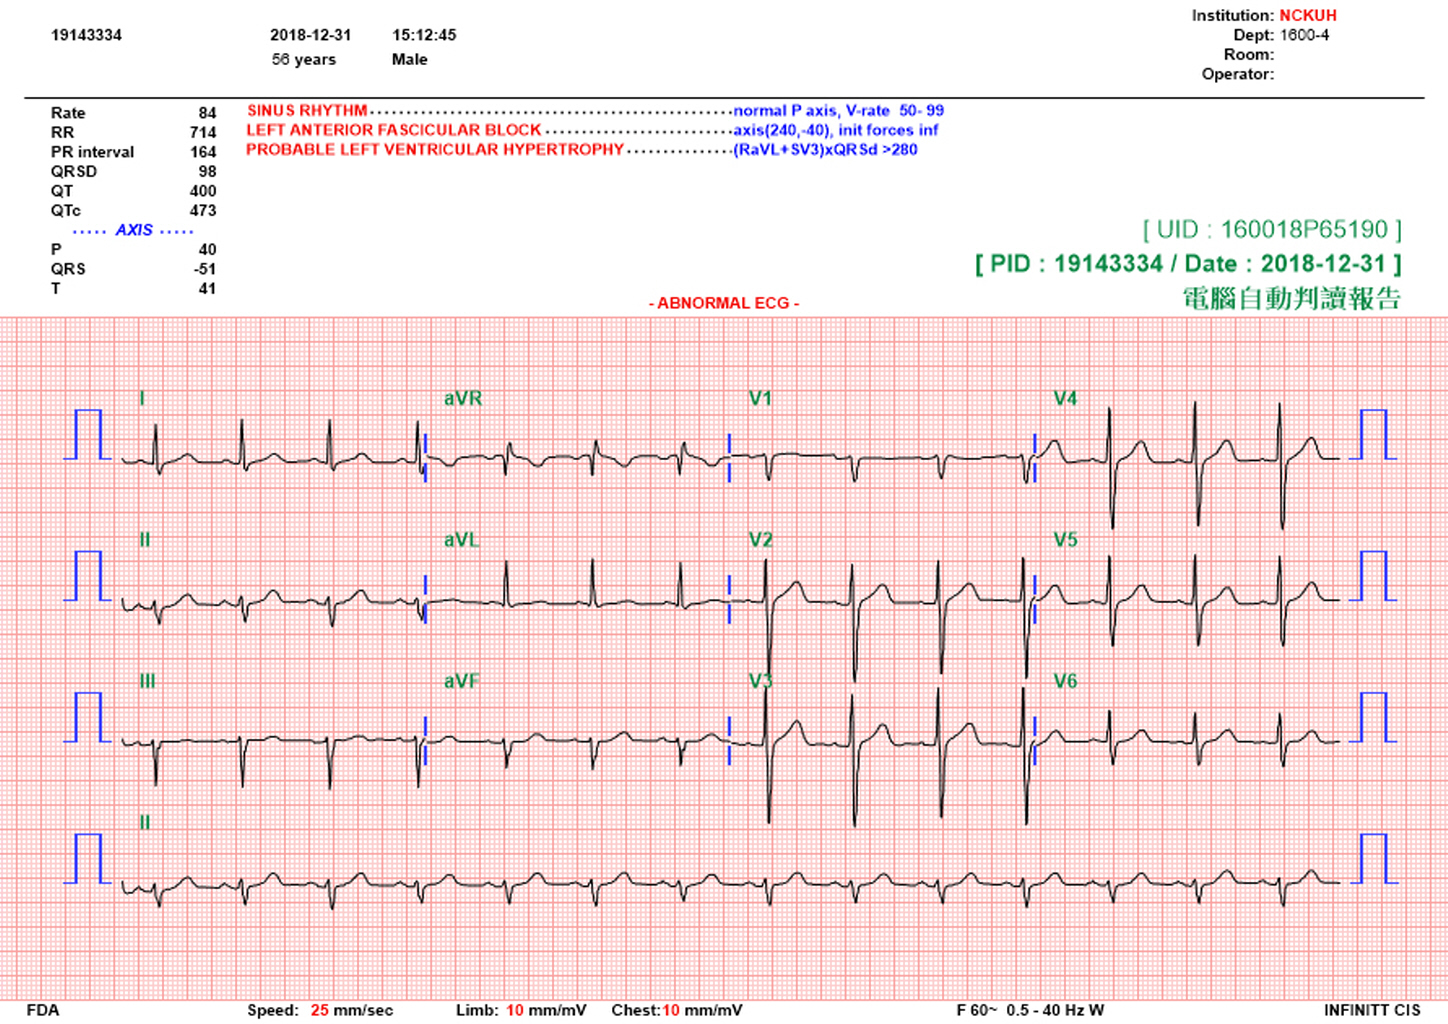 Institution: NCKUH
19143334 2018-12-31 15:12:45 Dept: 1600-4
56 years Male Room:
Operator:
Rate 84 SINUS RHYTHM normal P axis, V-rate 50- 99
RR 714 LEFT ANTERIOR FASCICULAR BLOCK axis(240,-40), init forces inf
PR interval 164 PROBABLE LEFT VENTRICULAR HYPERTROPHY (RaVL+SV3)xQRSd >280
QRSD 98
QT 400
QTc 473
AXIS
P 40
QRS -51
T 41
[ UID : 160018P65190 ]
[ PID : 19143334 / Date : 2018-12-31 ]
電腦自動判讀報告
- ABNORMAL ECG -
I aVR V1 V4
II aVL V2 V5
III aVF V3 V6
II
FDA Speed: 25 mm/sec Limb: 10 mm/mV Chest:10 mm/mV F 60~ 0.5 - 40 Hz W INFINITT CIS